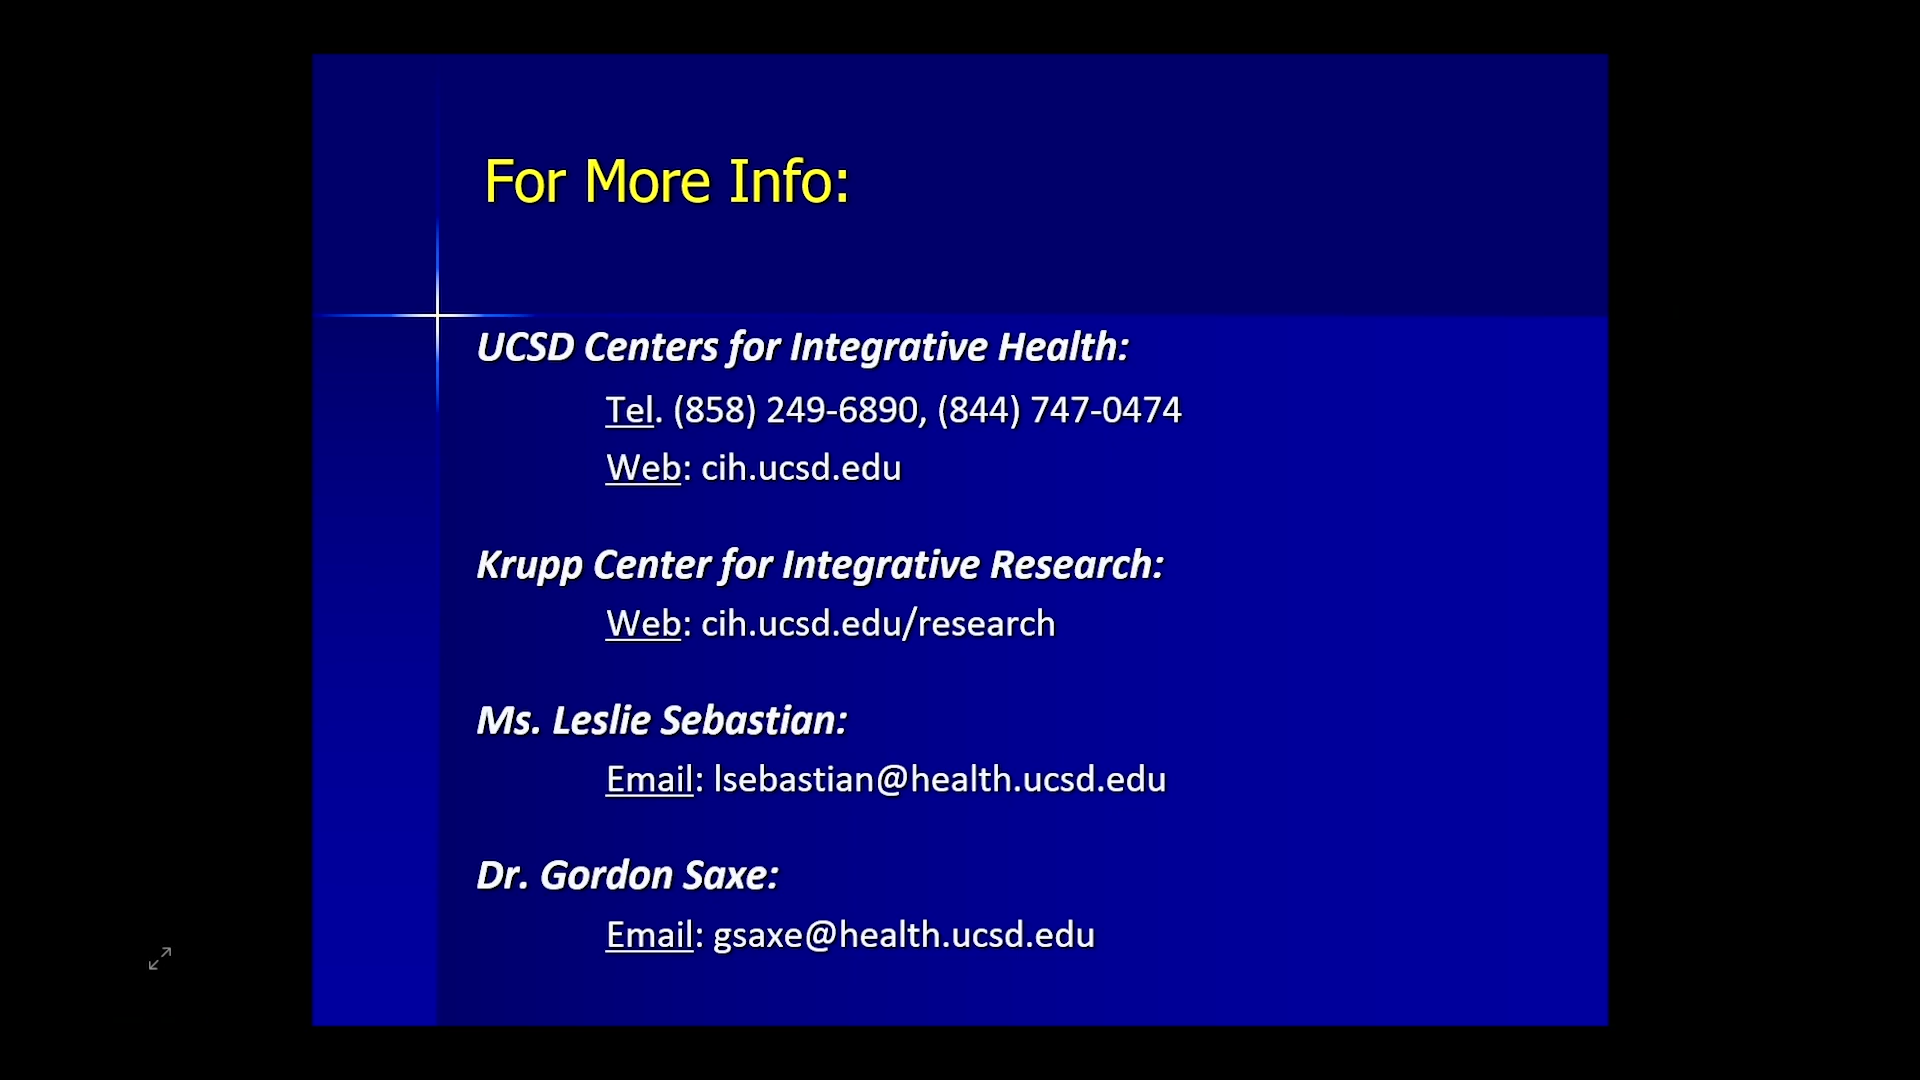 For More Info:
UCSD Centers for Integrative Health:
Tel. (858) 249-6890, (844) 747-0474
Web: cih.ucsd.edu
Krupp Center for Integrative Research:
Web: cih.ucsd.edu/research
Ms. Leslie Sebastian:
Email: lsebastian@health.ucsd.edu
Dr. Gordon Saxe:
Email: gsaxe@health.ucsd.edu